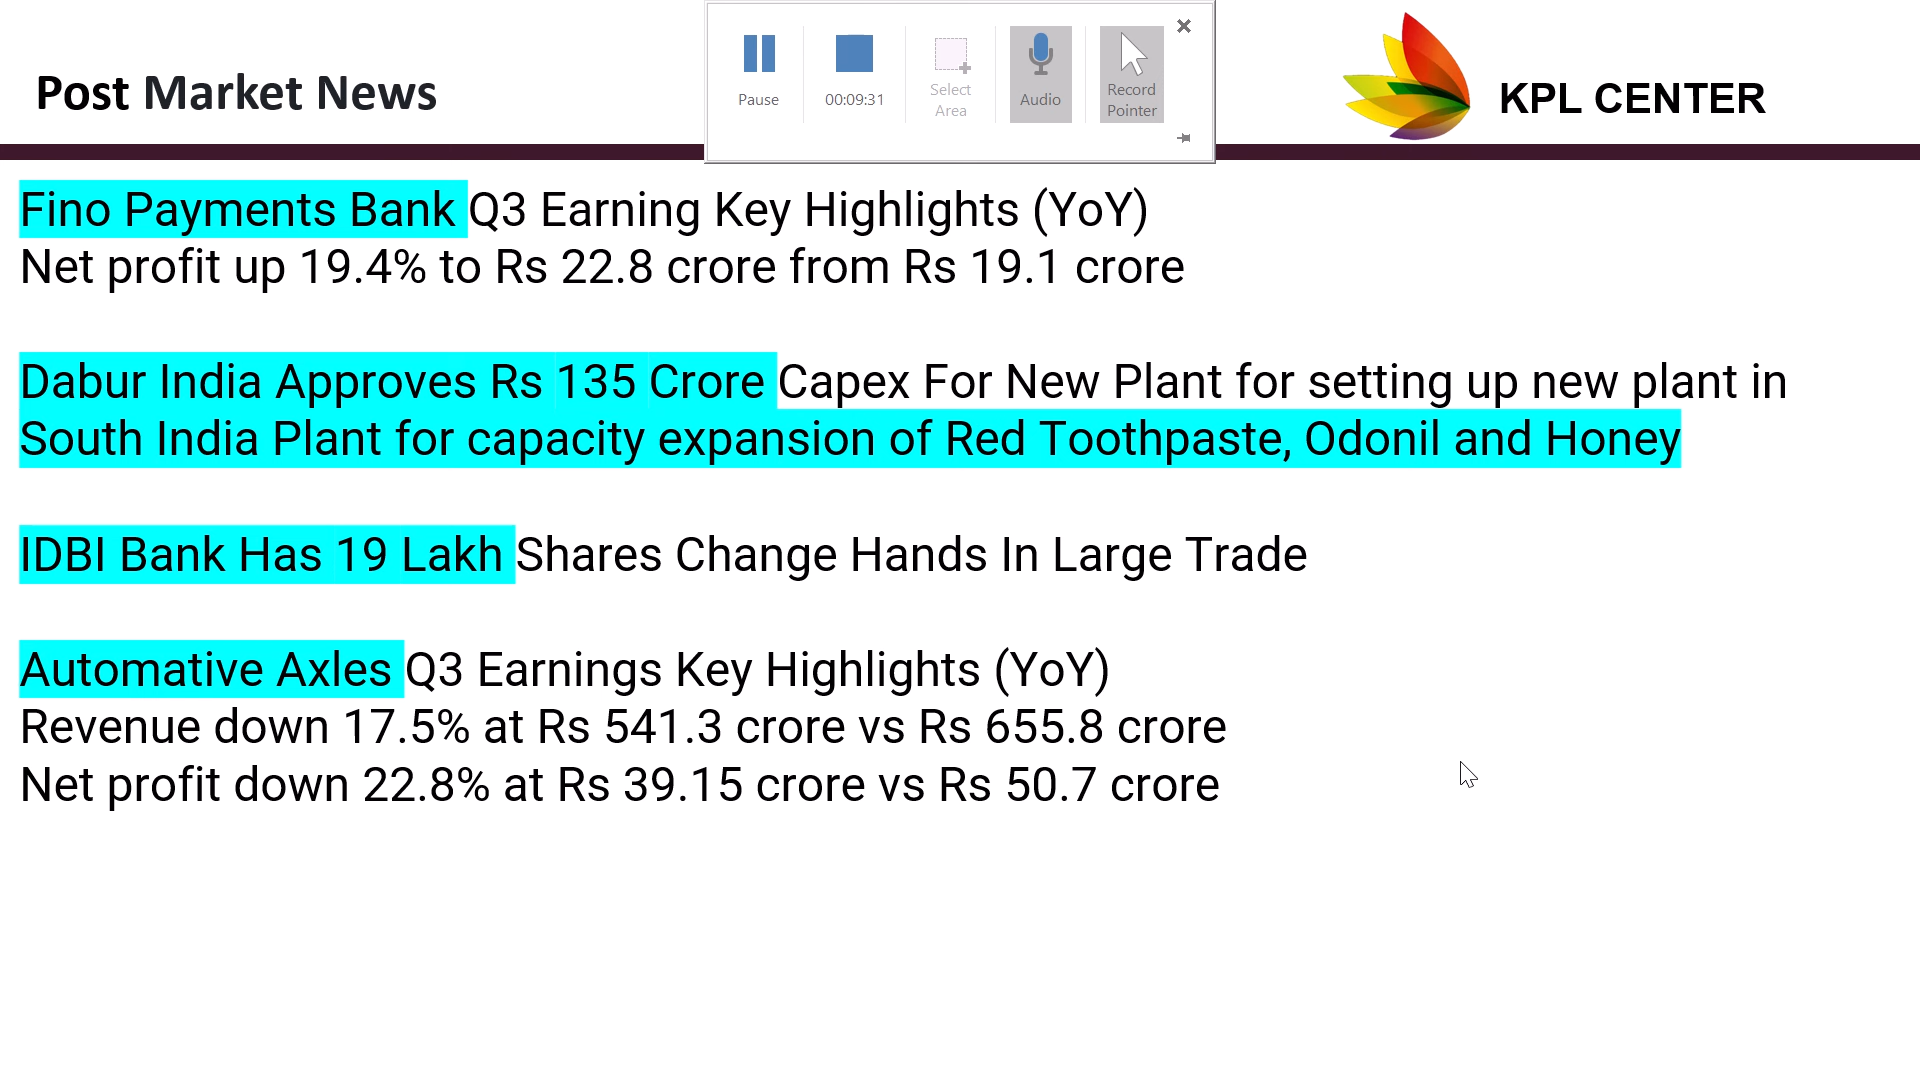 Post Market News
Pause
00:09:31
Select
Area
Audio
Record
Pointer
KPL CENTER
Fino Payments Bank Q3 Earning Key Highlights (YoY)
Net profit up 19.4% to Rs 22.8 crore from Rs 19.1 crore
Dabur India Approves Rs 135 Crore Capex For New Plant for setting up new plant in
South India Plant for capacity expansion of Red Toothpaste, Odonil and Honey
IDBI Bank Has 19 Lakh Shares Change Hands In Large Trade
Automative Axles Q3 Earnings Key Highlights (YoY)
Revenue down 17.5% at Rs 541.3 crore vs Rs 655.8 crore
Net profit down 22.8% at Rs 39.15 crore vs Rs 50.7 crore